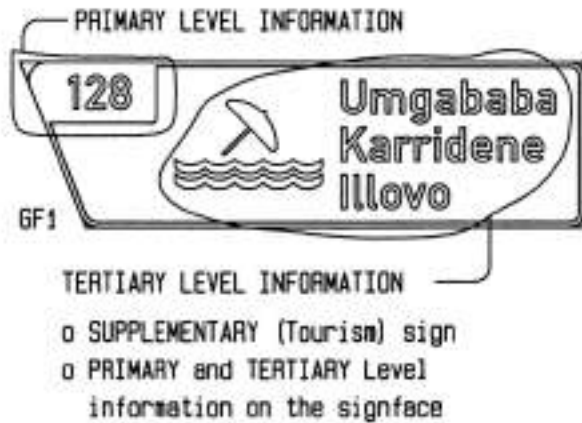 PRIMARY LEVEL INFORMATION
128
Umgababa
Karridene
Illovo
GF1
TERTIARY LEVEL INFORMATION
o SUPPLEMENTARY (Tourism) sign
o PRIMARY and TERTIARY Level
information on the signface